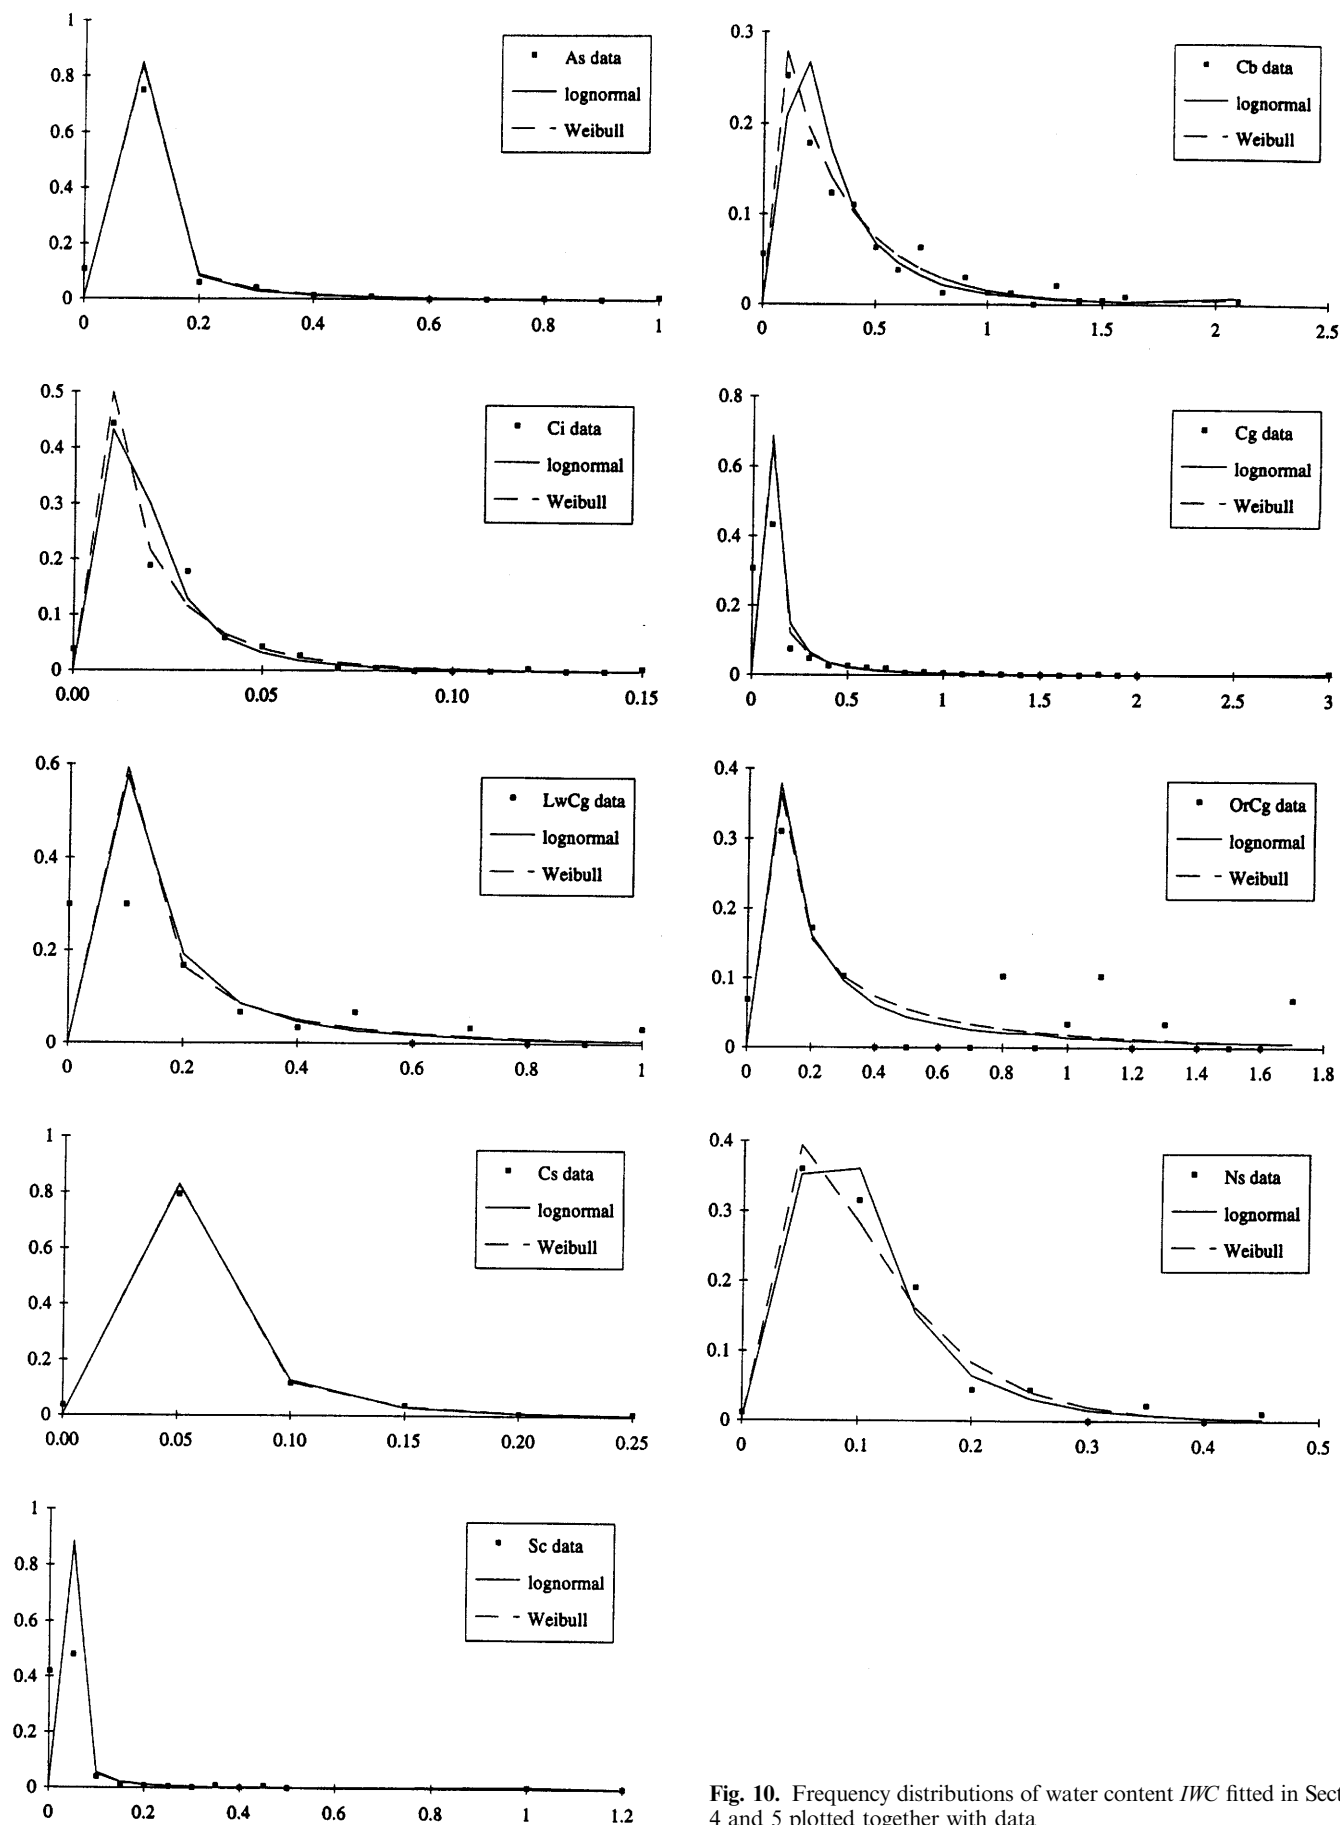 1
0.8
0.6
0.4
0.2
0
0 0.2 0.4 0.6 0.8 1
As data
lognormal
Weibull
0.3
0.2
0.1
0
0 0.5 1 1.5 2 2.5
Cb data
lognormal
Weibull
0.5
0.4
0.3
0.2
0.1
0
0.00 0.05 0.10 0.15
Ci data
lognormal
Weibull
0.8
0.6
0.4
0.2
0
0 0.5 1 1.5 2 2.5 3
Cg data
lognormal
Weibull
0.6
0.4
0.2
0
0 0.2 0.4 0.6 0.8 1
LwCg data
lognormal
Weibull
0.4
0.3
0.2
0.1
0
0 0.2 0.4 0.6 0.8 1 1.2 1.4 1.6 1.8
OrCg data
lognormal
Weibull
1
0.8
0.6
0.4
0.2
0
0.00 0.05 0.10 0.15 0.20 0.25
Cs data
lognormal
Weibull
0.4
0.3
0.2
0.1
0
0 0.1 0.2 0.3 0.4 0.5
Ns data
lognormal
Weibull
1
0.8
0.6
0.4
0.2
0
0 0.2 0.4 0.6 0.8 1 1.2
Sc data
lognormal
Weibull
Fig. 10. Frequency distributions of water content IWC fitted in Sect
4 and 5 plotted together with data